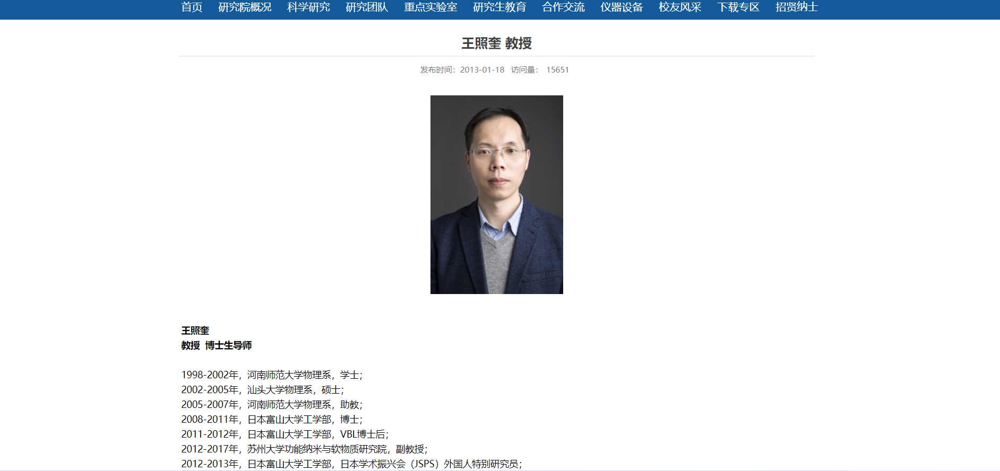 首页 研究院概况 科学研究 研究团队 重点实验室 研究生教育 合作交流 仪器设备 校友风采 下载专区 招贤纳士
王照奎 教授
发布时间：2013-01-18 访问量： 15651
王照奎
教授 博士生导师
1998-2002年，河南师范大学物理系，学士；
2002-2005年，汕头大学物理系，硕士；
2005-2007年，河南师范大学物理系，助教；
2008-2011年，日本富山大学工学部，博士；
2011-2012年，日本富山大学工学部，VBL博士后；
2012-2017年，苏州大学功能纳米与软物质研究院，副教授；
2012-2013年，日本富山大学工学部，日本学术振兴会（JSPS）外国人特别研究员；